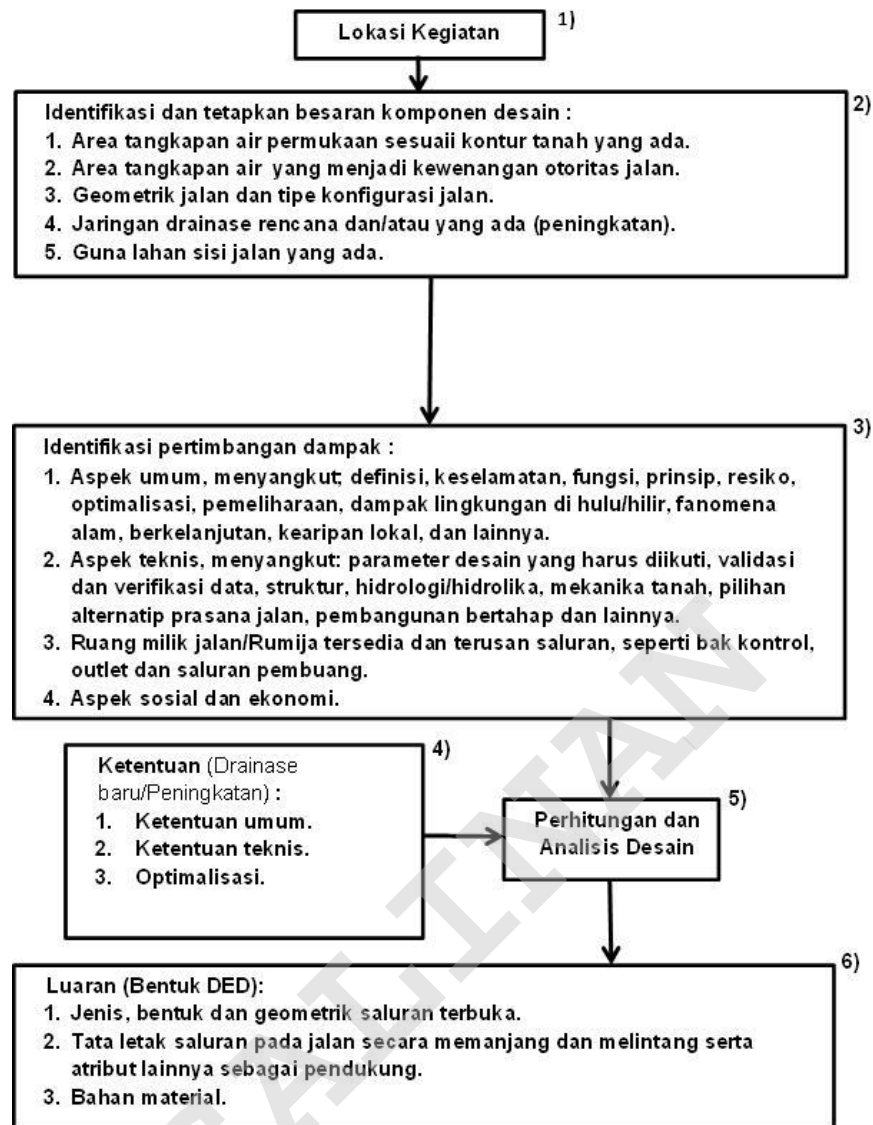 Lokasi Kegiatan
1)
2)
Identifikasi dan tetapkan besaran komponen desain :
1. Area tangkapan air permukaan sesuaii kontur tanah yang ada.
2. Area tangkapan air yang menjadi kewenangan otoritas jalan.
3. Geometrik jalan dan tipe konfigurasi jalan.
4. Jaringan drainase rencana dan/atau yang ada (peningkatan).
5. Guna lahan sisi jalan yang ada.
3)
Identifikasi pertimbangan dampak :
1. Aspek umum, menyangkut; definisi, keselamatan, fungsi, prinsip, resiko,
optimalisasi, pemeliharaan, dampak lingkungan di hulu/hilir, fanomena
alam, berkelanjutan, kearipan lokal, dan lainnya.
2. Aspek teknis, menyangkut: parameter desain yang harus diikuti, validasi
dan verifikasi data, struktur, hidrologi/hidrolika, mekanika tanah, pilihan
alternatip prasana jalan, pembangunan bertahap dan lainnya.
3. Ruang milik jalan/Rumija tersedia dan terusan saluran, seperti bak kontrol,
outlet dan saluran pembuang.
4. Aspek sosial dan ekonomi.
4)
Ketentuan (Drainase
baru/Peningkatan) :
1. Ketentuan umum.
2. Ketentuan teknis.
3. Optimalisasi.
5)
Perhitungan dan
Analisis Desain
6)
Luaran (Bentuk DED):
1. Jenis, bentuk dan geometrik saluran terbuka.
2. Tata letak saluran pada jalan secara memanjang dan melintang serta
atribut lainnya sebagai pendukung.
3. Bahan material.
SALINAN